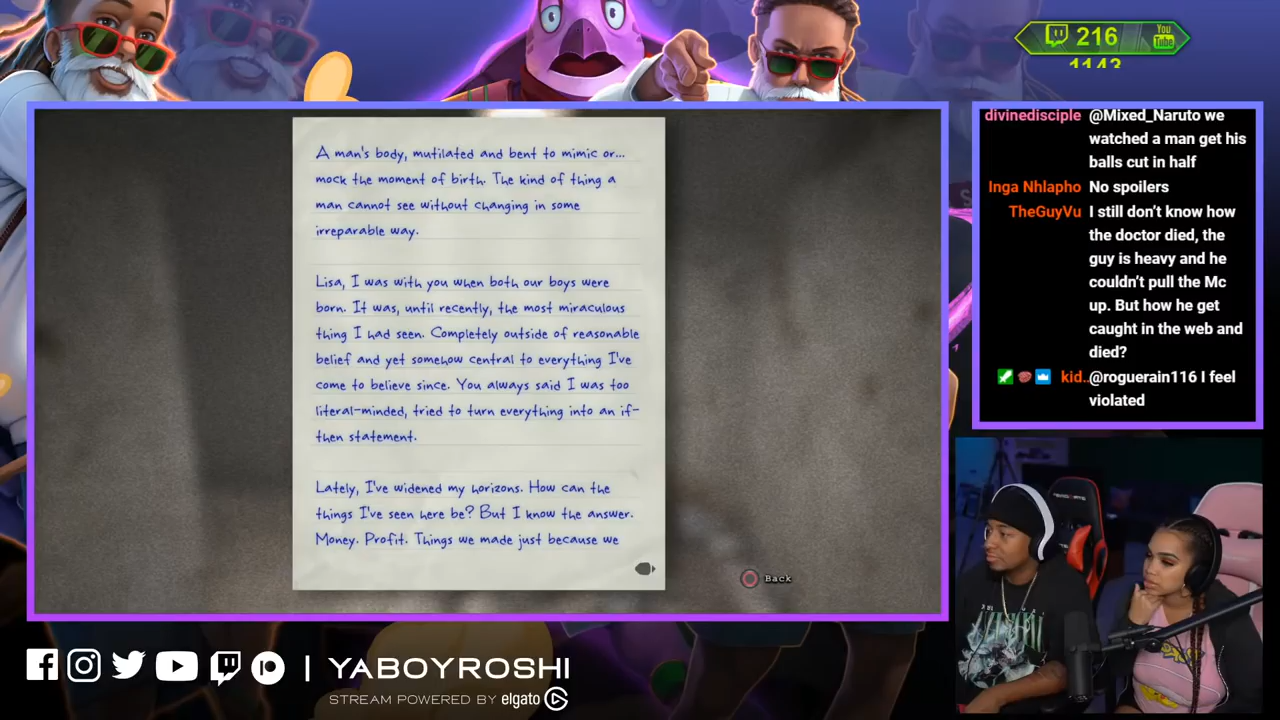 216
You
Tube
1143
A man's body, mutilated and bent to mimic or...
mock the moment of birth. The kind of thing a
man cannot see without changing in some
irreparable way.
Lisa, I was with you when both our boys were
born. It was, until recently, the most miraculous
thing I had seen. Completely outside of reasonable
belief and yet somehow central to everything I've
come to believe since. You always said I was too
literal-minded, tried to turn everything into an if-
then statement.
Lately, I've widened my horizons. How can the
things I've seen here be? But I know the answer.
Money. Profit. Things we made just because we
Back
divinedisciple @Mixed_Naruto we
watched a man get his
balls cut in half
Inga Nhlapho No spoilers
TheGuyVu I still don’t know how
the doctor died, the
guy is heavy and he
couldn’t pull the Mc
up. But how he get
caught in the web and
died?
kid.. @roguerain116 I feel
violated
| YABOYROSHI
STREAM POWERED BY elgato